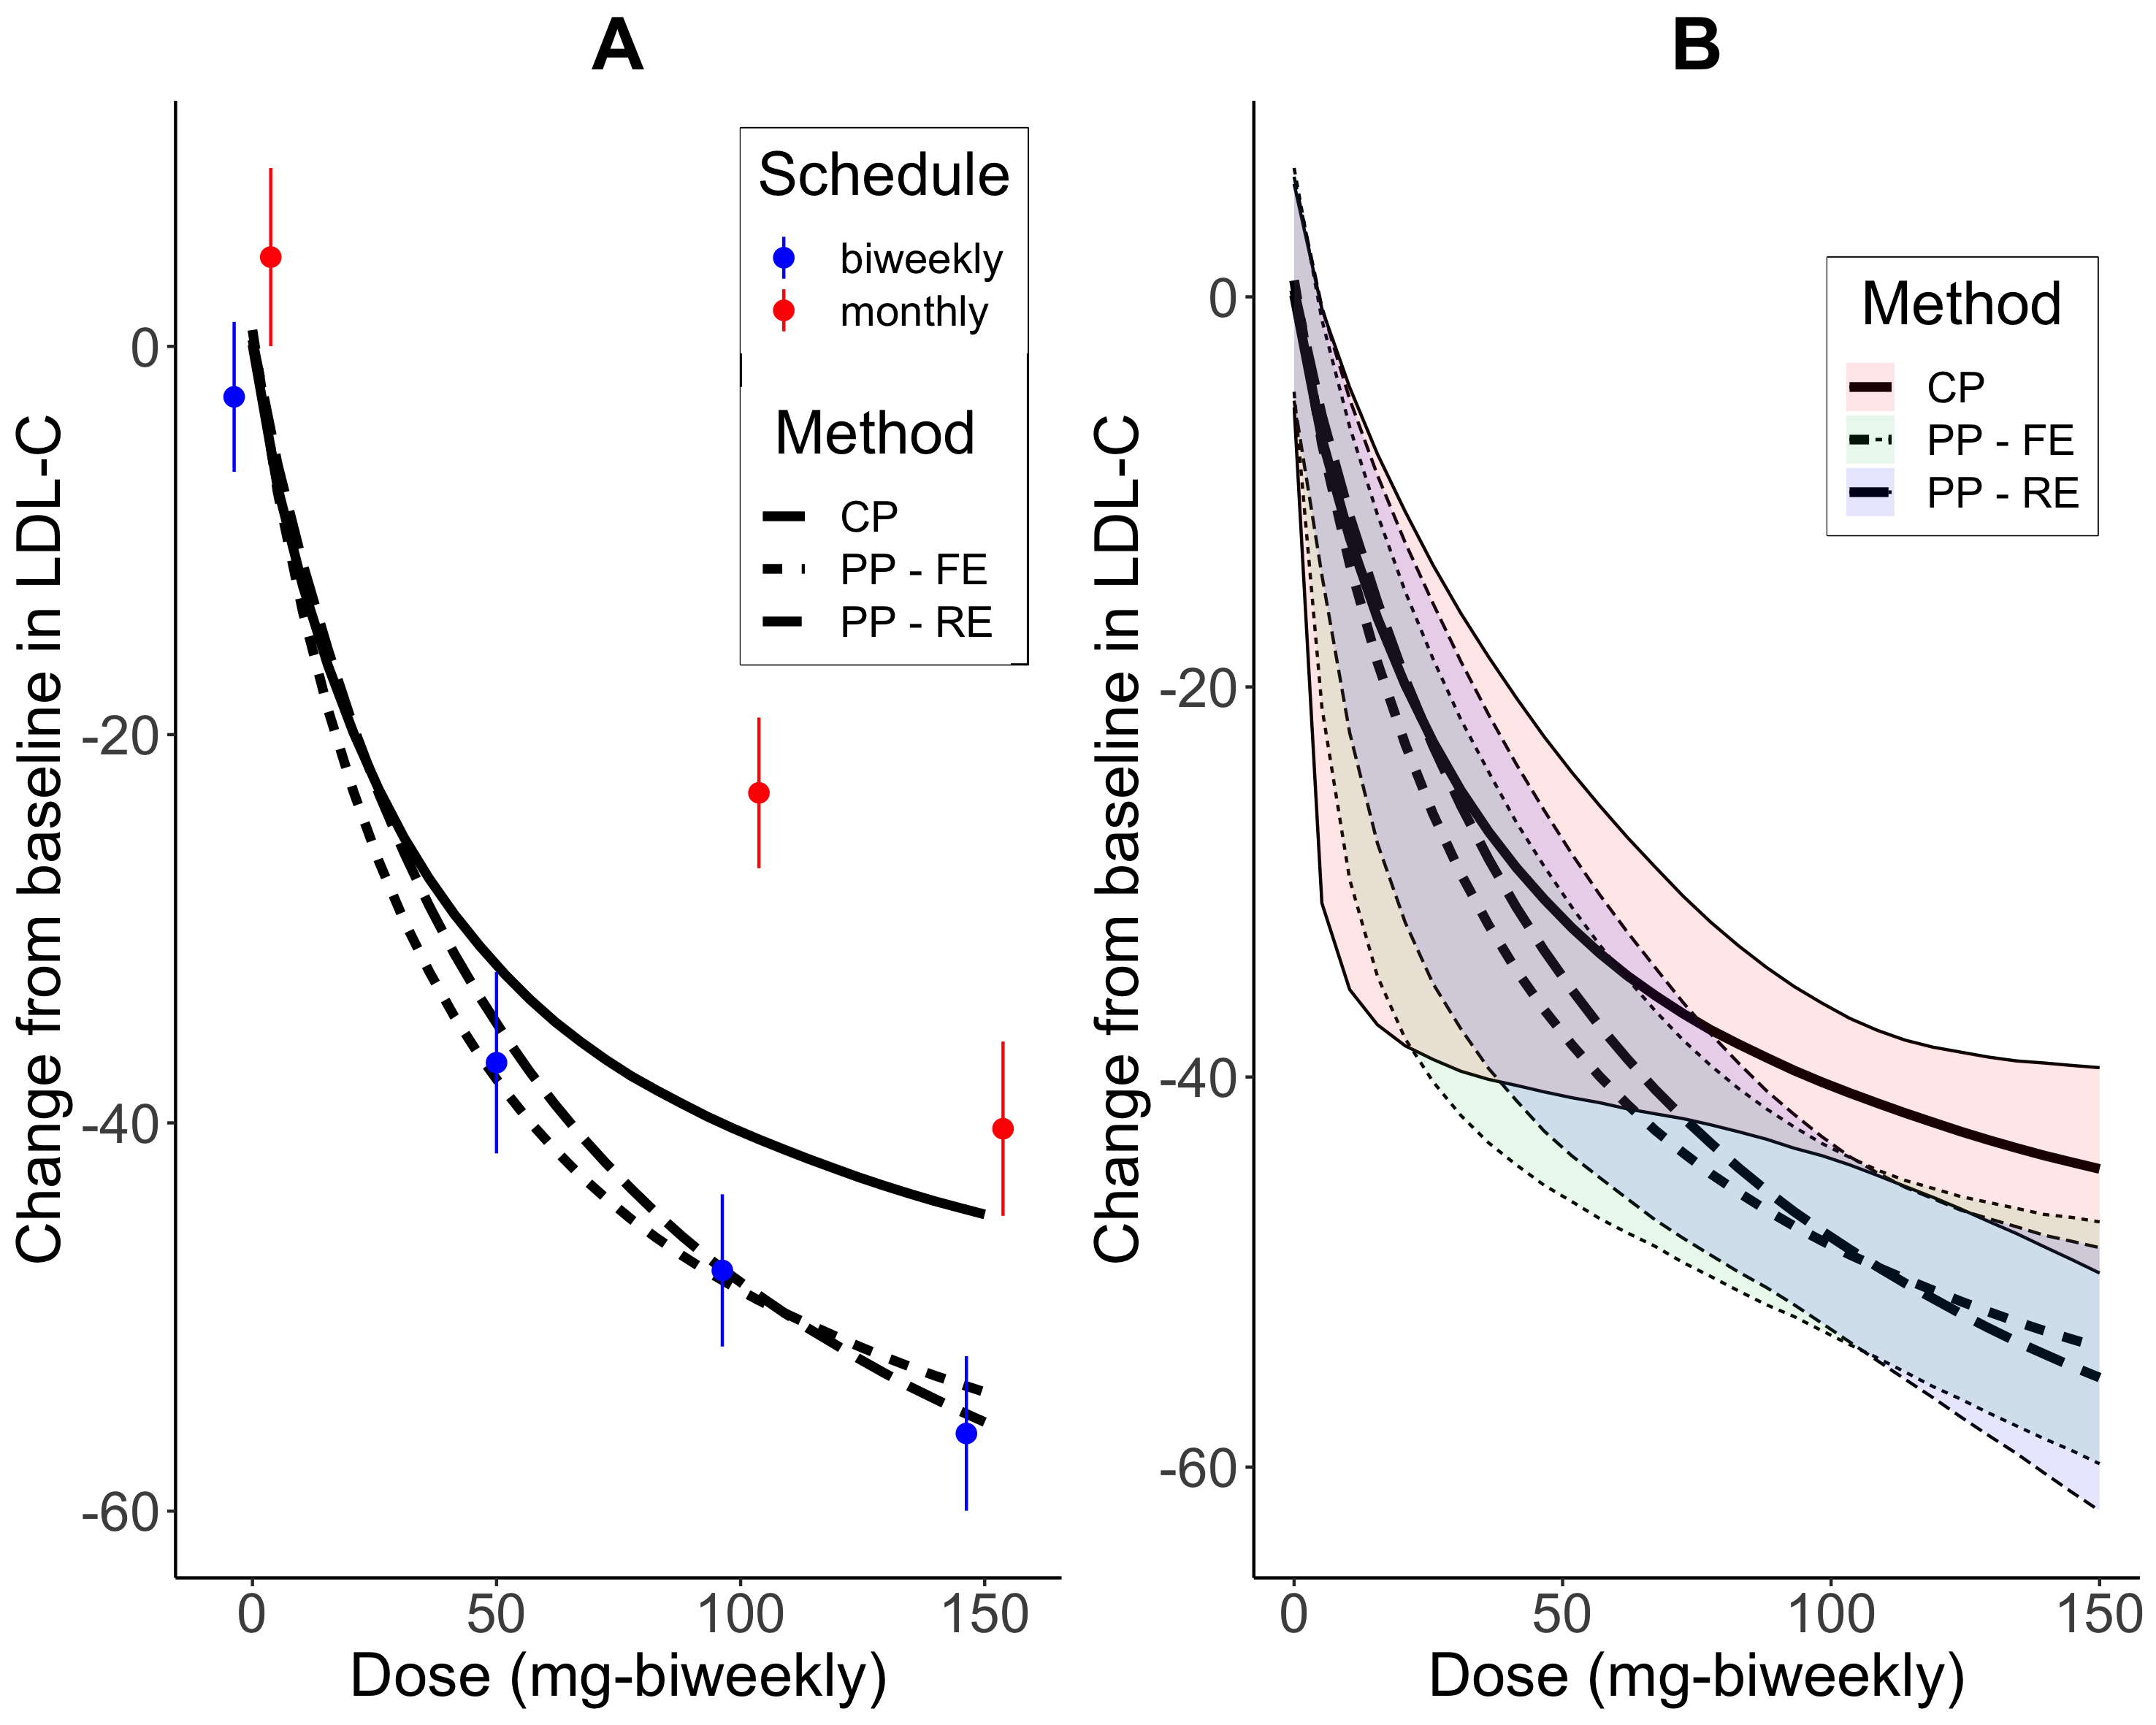 A
Change from baseline in LDL-C
0
-20
-40
-60
0 50 100 150
Dose (mg-biweekly)
Schedule
biweekly
monthly
Method
CP
PP - FE
PP - RE
B
Change from baseline in LDL-C
0
-20
-40
-60
0 50 100 150
Dose (mg-biweekly)
Method
CP
PP - FE
PP - RE